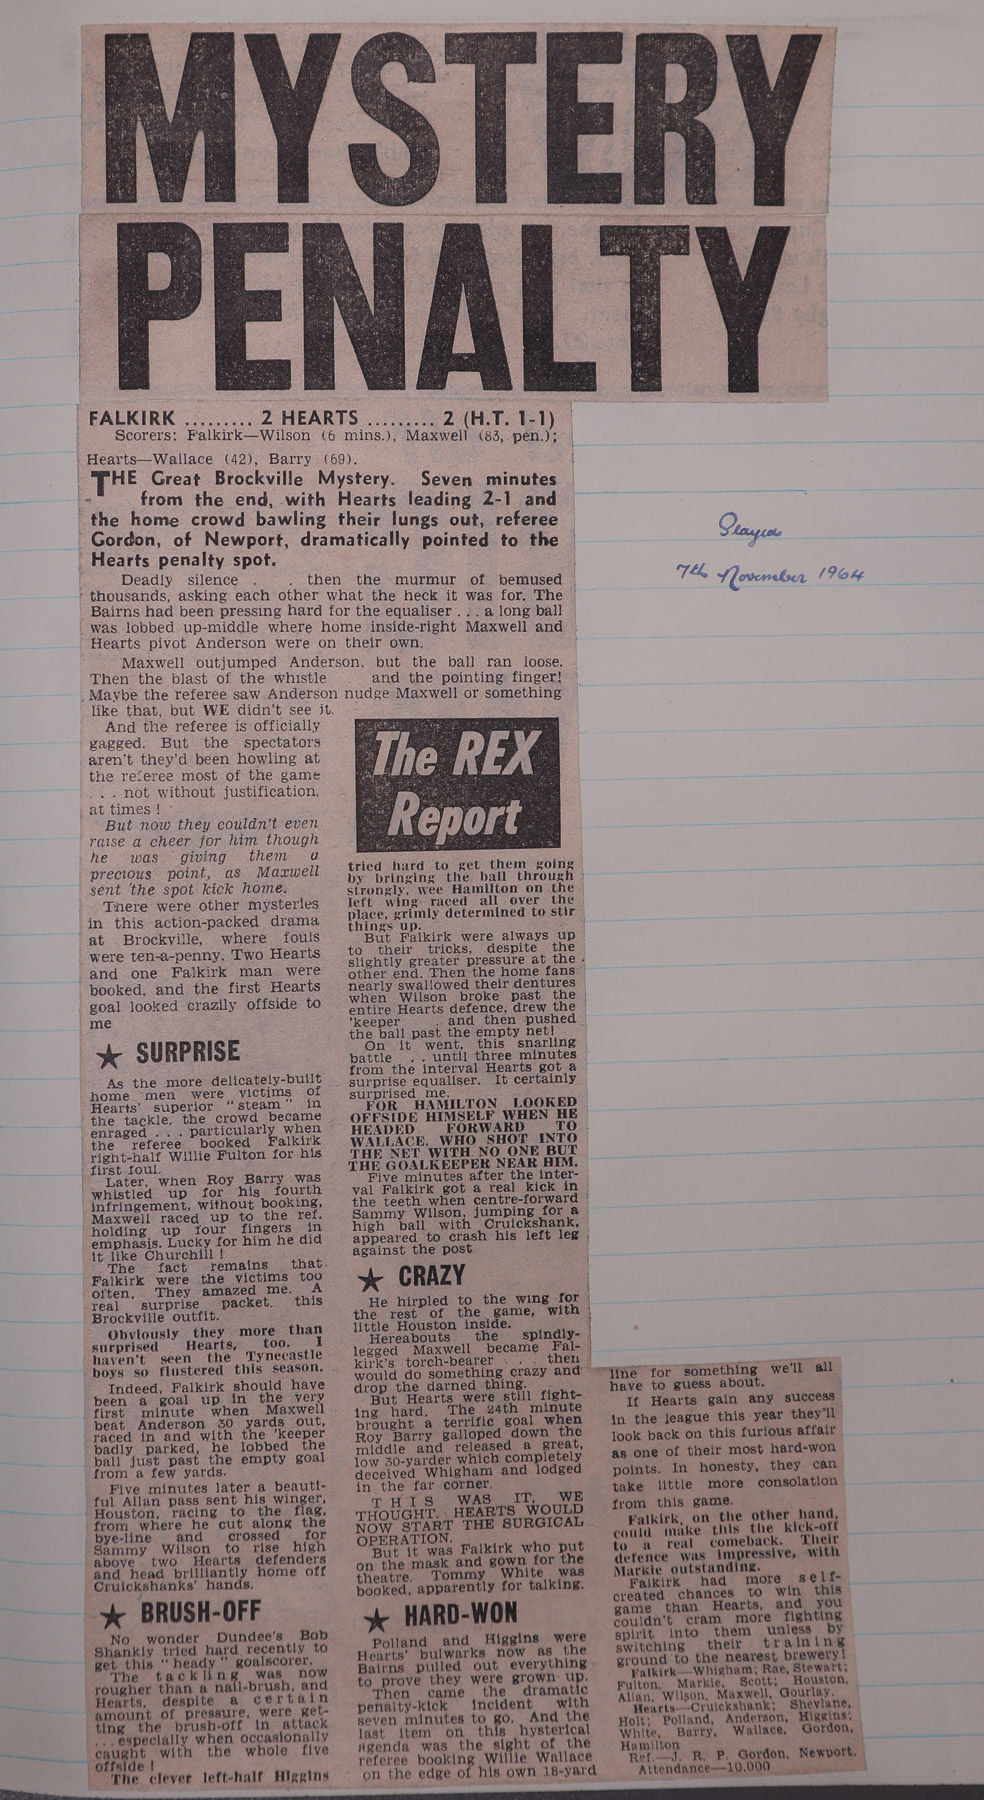 MYSTERY
PENALTY
FALKIRK ......... 2 HEARTS ......... 2 (H.T. 1-1)
Scorers: Falkirk—Wilson (6 mins.), Maxwell (83, pen.);
Hearts—Wallace (42), Barry (69).
THE Great Brockville Mystery. Seven minutes
from the end, with Hearts leading 2-1 and
the home crowd bawling their lungs out, referee
Gordon, of Newport, dramatically pointed to the
Hearts penalty spot.
Deadly silence . . then the murmur of bemused
thousands, asking each other what the heck it was for. The
Bairns had been pressing hard for the equaliser . . . a long ball
was lobbed up-middle where home inside-right Maxwell and
Hearts pivot Anderson were on their own.
Maxwell outjumped Anderson, but the ball ran loose.
Then the blast of the whistle and the pointing finger!
Maybe the referee saw Anderson nudge Maxwell or something
like that, but WE didn't see it.
And the referee is officially
gagged. But the spectators
aren't they'd been howling at
the referee most of the game
. . . not without justification,
at times !
But now they couldn't even
raise a cheer for him though
he was giving them a
precious point, as Maxwell
sent the spot kick home.
There were other mysteries
in this action-packed drama
at Brockville, where fouls
were ten-a-penny. Two Hearts
and one Falkirk man were
booked, and the first Hearts
goal looked crazily offside to
me
★ SURPRISE
As the more delicately-built
home men were victims of
Hearts' superior "steam" in
the tackle, the crowd became
enraged . . . particularly when
the referee booked Falkirk
right-half Willie Fulton for his
first foul.
Later, when Roy Barry was
whistled up for his fourth
infringement, without booking,
Maxwell raced up to the ref.
holding up four fingers in
emphasis. Lucky for him he did
it like Churchill !
The fact remains that
Falkirk were the victims too
often. They amazed me. A
real surprise packet, this
Brockville outfit.
Obviously they more than
surprised Hearts, too. I
haven't seen the Tynecastle
boys so flustered this season.
Indeed, Falkirk should have
been a goal up in the very
first minute when Maxwell
beat Anderson 30 yards out,
raced in and with the 'keeper
badly parked, he lobbed the
ball just past the empty goal
from a few yards.
Five minutes later a beauti-
ful Allan pass sent his winger,
Houston, racing to the flag,
from where he cut along the
bye-line and crossed for
Sammy Wilson to rise high
above two Hearts defenders
and head brilliantly home off
Cruickshanks' hands.
★ BRUSH-OFF
No wonder Dundee's Bob
Shankly tried hard recently to
get this "heady" goalscorer.
The tackling was now
rougher than a nail-brush, and
Hearts, despite a certain
amount of pressure, were get-
ting the brush-off in attack
. . . especially when occasionally
caught with the whole five
offside !
The clever left-half Higgins
The REX
Report
tried hard to get them going
by bringing the ball through
strongly, wee Hamilton on the
left wing raced all over the
place, grimly determined to stir
things up.
But Falkirk were always up
to their tricks, despite the
slightly greater pressure at the
other end. Then the home fans
nearly swallowed their dentures
when Wilson broke past the
entire Hearts defence, drew the
'keeper . and then pushed
the ball past the empty net!
On it went, this snarling
battle . . until three minutes
from the interval Hearts got a
surprise equaliser. It certainly
surprised me.
FOR HAMILTON LOOKED
OFFSIDE HIMSELF WHEN HE
HEADED FORWARD TO
WALLACE, WHO SHOT INTO
THE NET WITH NO ONE BUT
THE GOALKEEPER NEAR HIM.
Five minutes after the inter-
val Falkirk got a real kick in
the teeth when centre-forward
Sammy Wilson, jumping for a
high ball with Cruickshank,
appeared to crash his left leg
against the post
★ CRAZY
He hirpled to the wing for
the rest of the game, with
little Houston inside.
Hereabouts the spindly-
legged Maxwell became Fal-
kirk's torch-bearer . . . then
would do something crazy and
drop the darned thing.
But Hearts were still fight-
ing hard. The 24th minute
brought a terrific goal when
Roy Barry galloped down the
middle and released a great,
low 30-yarder which completely
deceived Whigham and lodged
in the far corner.
THIS WAS IT, WE
THOUGHT. HEARTS WOULD
NOW START THE SURGICAL
OPERATION.
But it was Falkirk who put
on the mask and gown for the
theatre. Tommy White was
booked, apparently for talking.
★ HARD-WON
Polland and Higgins were
Hearts' bulwarks now as the
Bairns pulled out everything
to prove they were grown up.
Then came the dramatic
penalty-kick incident with
seven minutes to go. And the
last item on this hysterical
agenda was the sight of the
referee booking Willie Wallace
on the edge of his own 18-yard
line for something we'll all
have to guess about.
If Hearts gain any success
in the league this year they'll
look back on this furious affair
as one of their most hard-won
points. In honesty, they can
take little more consolation
from this game.
Falkirk, on the other hand,
could make this the kick-off
to a real comeback. Their
defence was impressive, with
Markie outstanding.
Falkirk had more self-
created chances to win this
game than Hearts, and you
couldn't cram more fighting
spirit into them unless by
switching their training
ground to the nearest brewery!
Falkirk—Whigham; Rae, Stewart;
Fulton, Markie, Scott; Houston,
Allan, Wilson, Maxwell, Gourlay.
Hearts—Cruickshank; Shevlane,
Holt; Polland, Anderson, Higgins;
White, Barry, Wallace, Gordon,
Hamilton
Ref.—J. R. P. Gordon, Newport.
Attendance—10,000
Played
7th November 1964